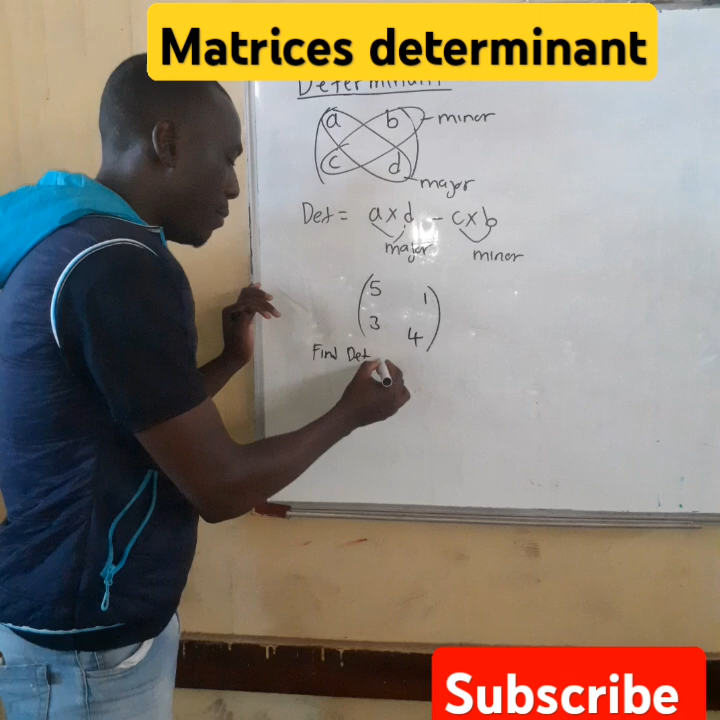 Matrices determinant
Determinant
a b minor
c d major
Det = a x d - c x b
major minor
5 1
3 4
Find Det
Subscribe